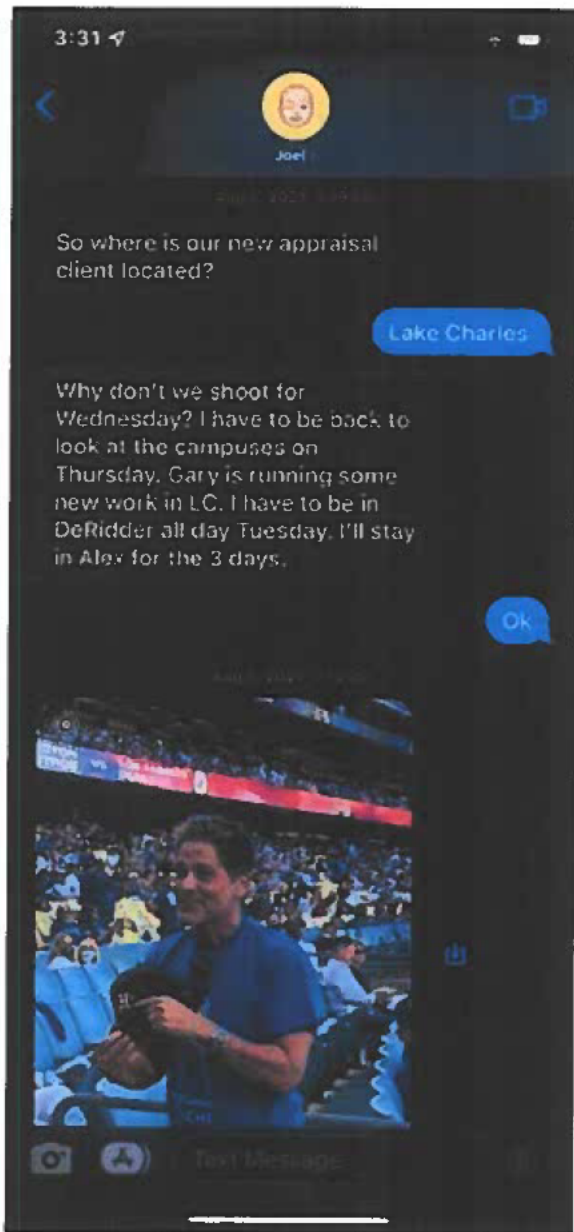 3:31
Joel
So where is our new appraisal
client located?
Lake Charles
Why don't we shoot for
Wednesday? I have to be back to
look at the campuses on
Thursday. Gary is running some
new work in LC. I have to be in
DeRidder all day Tuesday. I'll stay
in Alex for the 3 days.
Ok
vs
Text Message